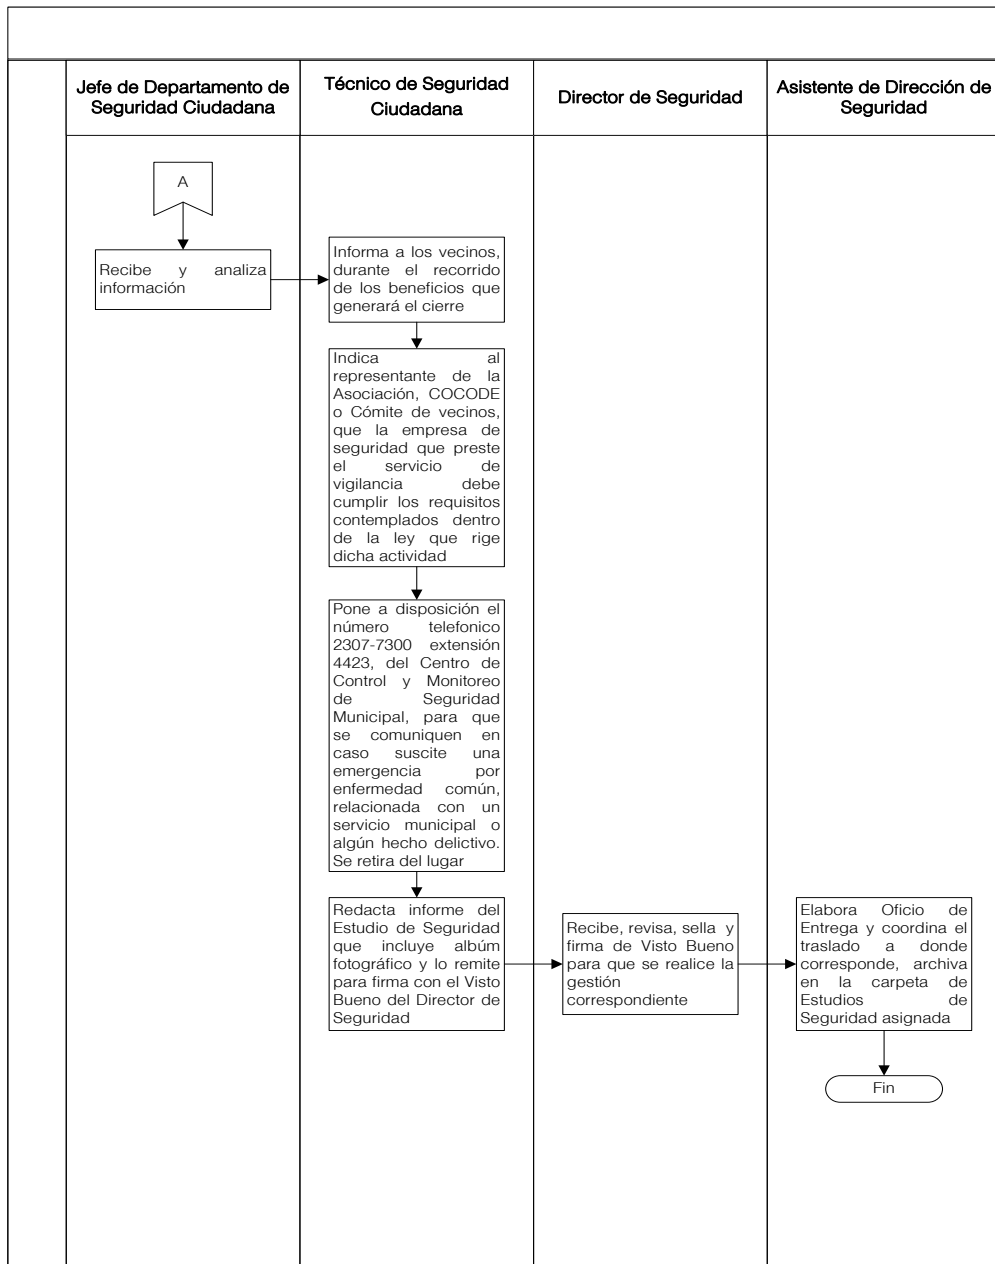 Jefe de Departamento de
Seguridad Ciudadana
Técnico de Seguridad
Ciudadana
Director de Seguridad
Asistente de Dirección de
Seguridad
A
Recibe y analiza
información
Informa a los vecinos,
durante el recorrido
de los beneficios que
generará el cierre
Indica al
representante de la
Asociación, COCODE
o Cómite de vecinos,
que la empresa de
seguridad que preste
el servicio de
vigilancia debe
cumplir los requisitos
contemplados dentro
de la ley que rige
dicha actividad
Pone a disposición el
número telefonico
2307-7300 extensión
4423, del Centro de
Control y Monitoreo
de Seguridad
Municipal, para que
se comuniquen en
caso suscite una
emergencia por
enfermedad común,
relacionada con un
servicio municipal o
algún hecho delictivo.
Se retira del lugar
Redacta informe del
Estudio de Seguridad
que incluye albúm
fotográfico y lo remite
para firma con el Visto
Bueno del Director de
Seguridad
Recibe, revisa, sella y
firma de Visto Bueno
para que se realice la
gestión
correspondiente
Elabora Oficio de
Entrega y coordina el
traslado a donde
corresponde, archiva
en la carpeta de
Estudios de
Seguridad asignada
Fin